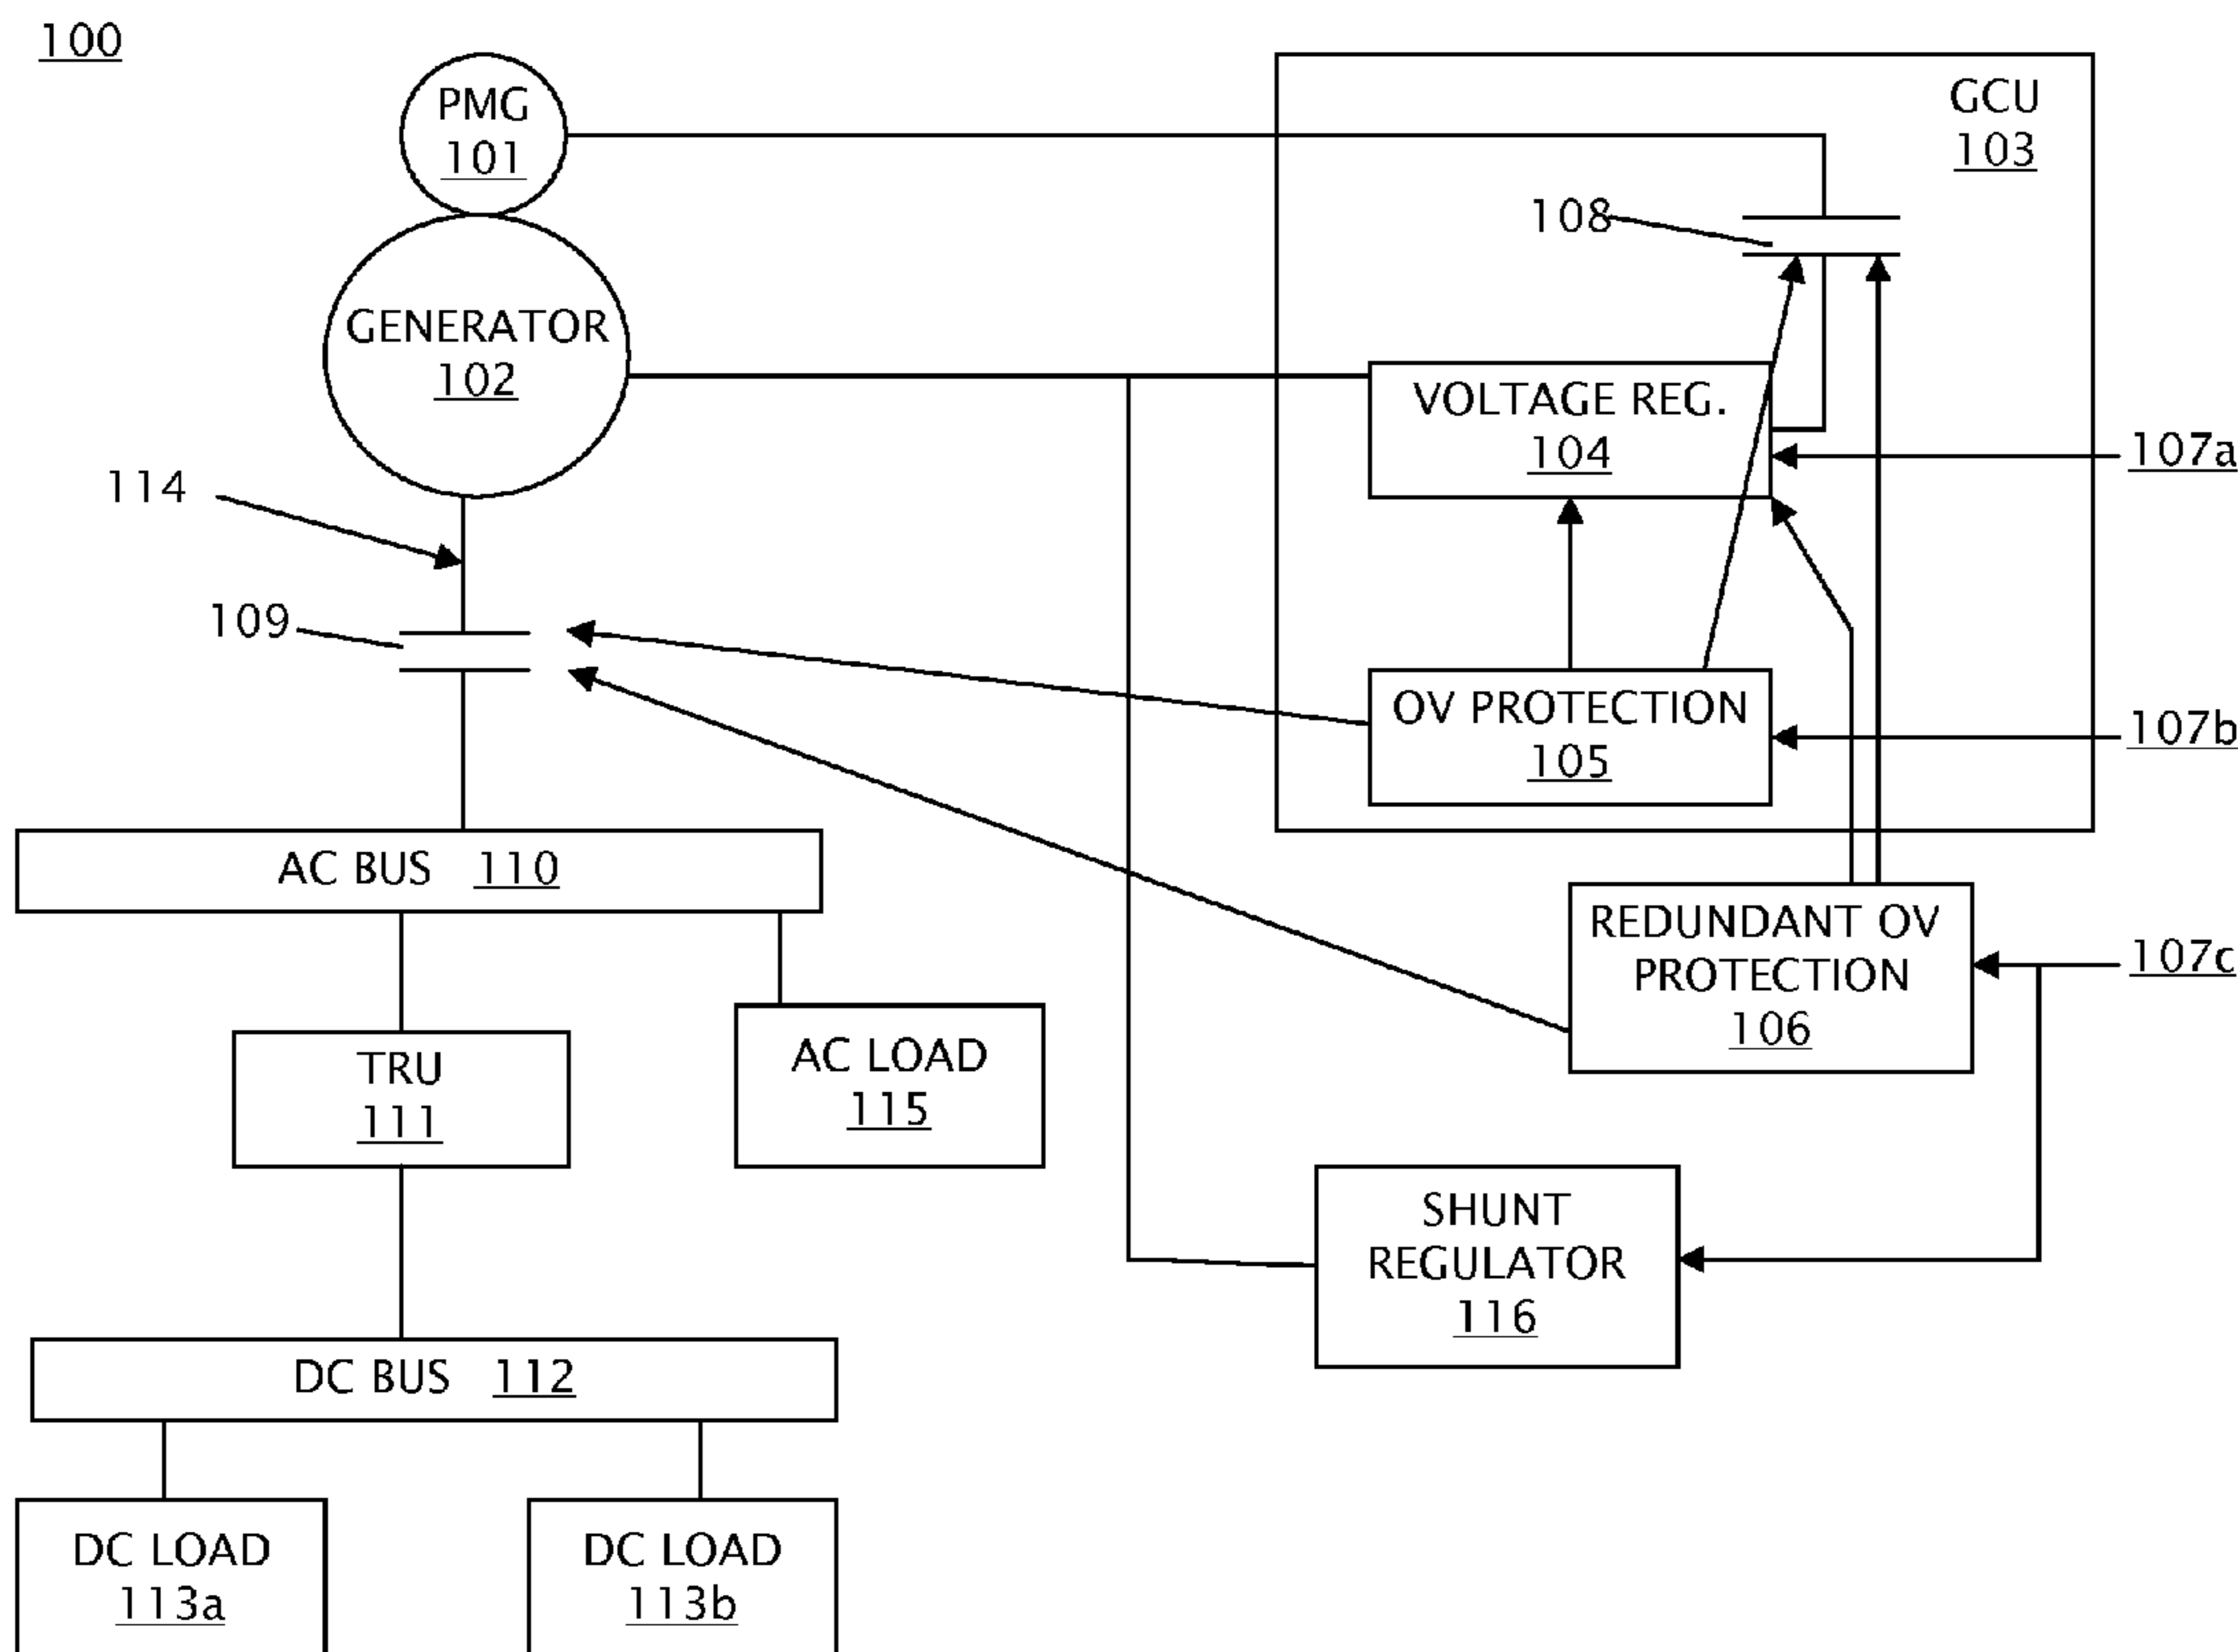 100
PMG
101
GCU
103
108
GENERATOR
102
VOLTAGE REG.
104
107a
114
109
OV PROTECTION
105
107b
AC BUS 110
REDUNDANT OV
PROTECTION
106
107c
TRU
111
AC LOAD
115
SHUNT
REGULATOR
116
DC BUS 112
DC LOAD
113a
DC LOAD
113b